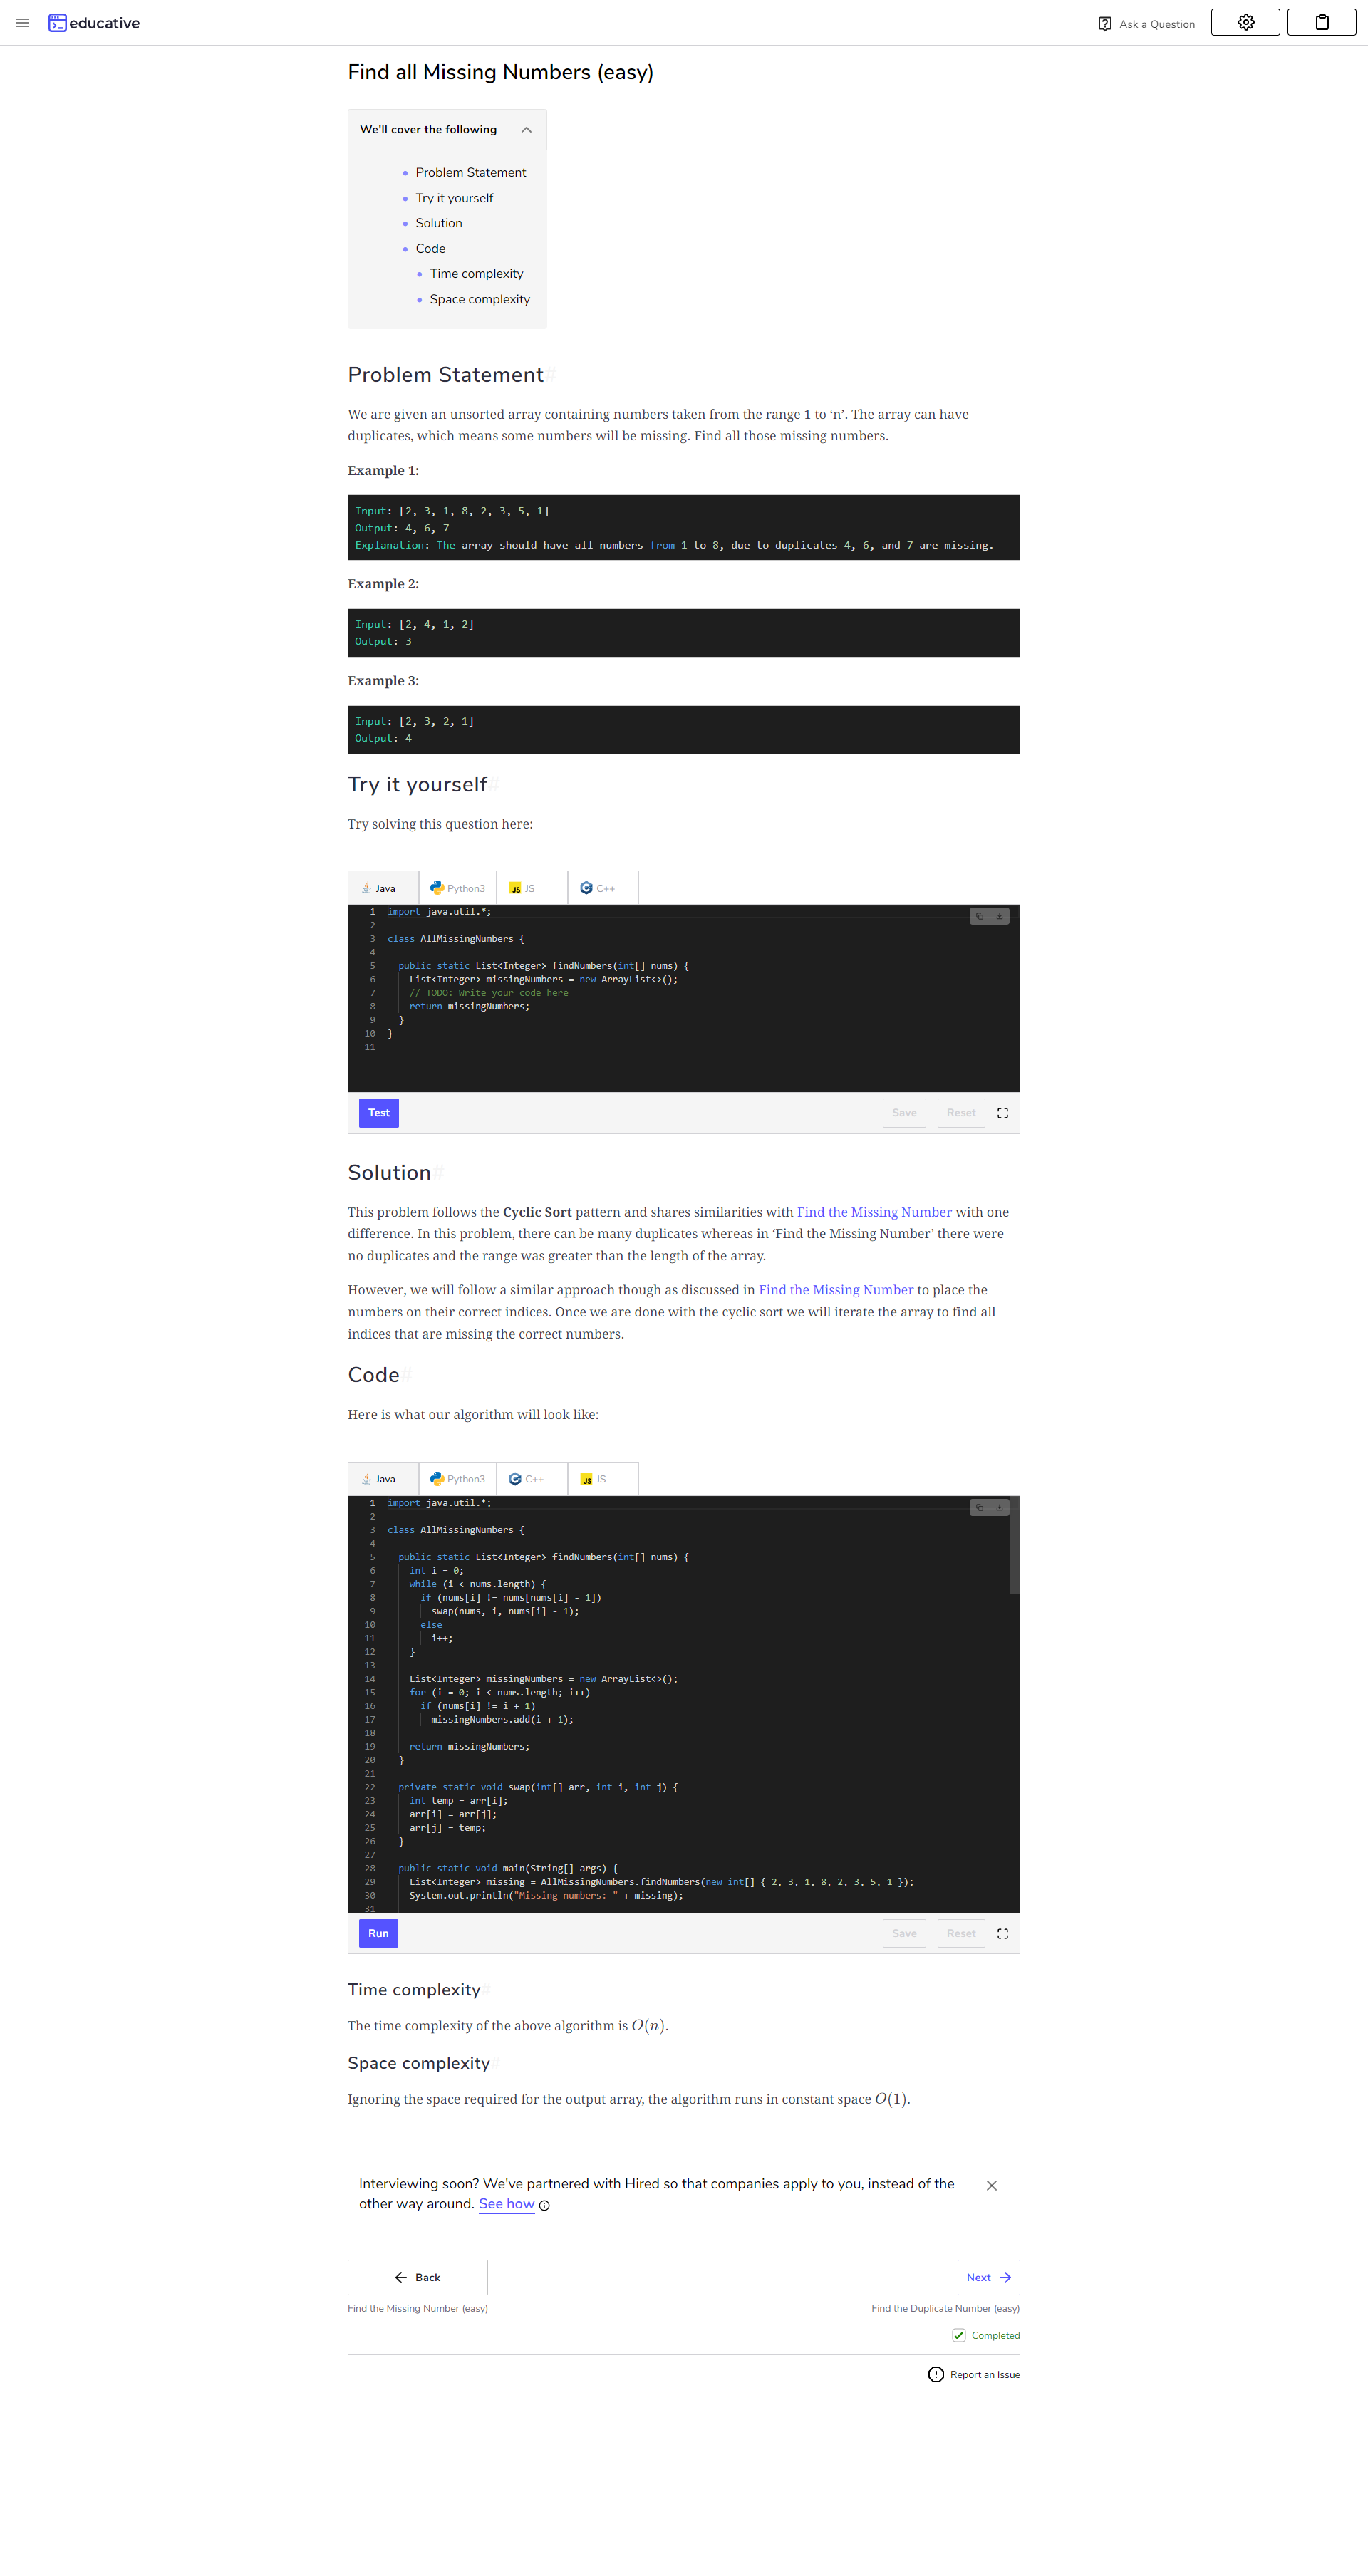 educative
Ask a Question
Find all Missing Numbers (easy)
We'll cover the following
Problem Statement
Try it yourself
Solution
Code
Time complexity
Space complexity
Problem Statement#
We are given an unsorted array containing numbers taken from the range 1 to ‘n’. The array can have
duplicates, which means some numbers will be missing. Find all those missing numbers.
Example 1:
Input: [2, 3, 1, 8, 2, 3, 5, 1]
Output: 4, 6, 7
Explanation: The array should have all numbers from 1 to 8, due to duplicates 4, 6, and 7 are missing.
Example 2:
Input: [2, 4, 1, 2]
Output: 3
Example 3:
Input: [2, 3, 2, 1]
Output: 4
Try it yourself#
Try solving this question here:
Java Python3 JS JS C++
1 import java.util.*;
2
3 class AllMissingNumbers {
4
5 public static List<Integer> findNumbers(int[] nums) {
6 List<Integer> missingNumbers = new ArrayList<>();
7 // TODO: Write your code here
8 return missingNumbers;
9 }
10 }
11
Test Save Reset
Solution#
This problem follows the Cyclic Sort pattern and shares similarities with Find the Missing Number with one
difference. In this problem, there can be many duplicates whereas in ‘Find the Missing Number’ there were
no duplicates and the range was greater than the length of the array.
However, we will follow a similar approach though as discussed in Find the Missing Number to place the
numbers on their correct indices. Once we are done with the cyclic sort we will iterate the array to find all
indices that are missing the correct numbers.
Code#
Here is what our algorithm will look like:
Java Python3 C++ JS JS
1 import java.util.*;
2
3 class AllMissingNumbers {
4
5 public static List<Integer> findNumbers(int[] nums) {
6 int i = 0;
7 while (i < nums.length) {
8 if (nums[i] != nums[nums[i] - 1])
9 swap(nums, i, nums[i] - 1);
10 else
11 i++;
12 }
13
14 List<Integer> missingNumbers = new ArrayList<>();
15 for (i = 0; i < nums.length; i++)
16 if (nums[i] != i + 1)
17 missingNumbers.add(i + 1);
18
19 return missingNumbers;
20 }
21
22 private static void swap(int[] arr, int i, int j) {
23 int temp = arr[i];
24 arr[i] = arr[j];
25 arr[j] = temp;
26 }
27
28 public static void main(String[] args) {
29 List<Integer> missing = AllMissingNumbers.findNumbers(new int[] { 2, 3, 1, 8, 2, 3, 5, 1 });
30 System.out.println("Missing numbers: " + missing);
31
Run Save Reset
Time complexity#
The time complexity of the above algorithm is O(n).
Space complexity#
Ignoring the space required for the output array, the algorithm runs in constant space O(1).
Interviewing soon? We've partnered with Hired so that companies apply to you, instead of the
other way around. See how
Back Next
Find the Missing Number (easy) Find the Duplicate Number (easy)
Completed
Report an Issue